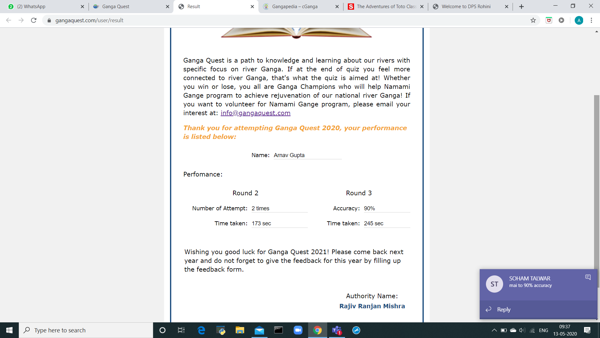 (2) WhatsApp
Ganga Quest
Result
Gangapedia – cGanga
The Adventures of Toto
Welcome to DPS Rohini
gangaquest.com/user/result
Ganga Quest is a path to knowledge and learning about our rivers with
specific focus on river Ganga. If at the end of quiz you feel more
connected to river Ganga, that's what the quiz is aimed at! Whether
you win or lose, you all are Ganga Champions who will help Namami
Gange program to achieve rejuvenation of our national river Ganga! If
you want to volunteer for Namami Gange program, please email your
interest at: info@gangaquest.com
Thank you for attempting Ganga Quest 2020, your performance
is listed below:
Name: Arnav Gupta
Perfomance:
Round 2 Round 3
Number of Attempt: 2 times Accuracy: 90%
Time taken: 173 sec Time taken: 245 sec
Wishing you good luck for Ganga Quest 2021! Please come back next
year and do not forget to give the feedback for this year by filling up
the feedback form.
Authority Name:
Rajiv Ranjan Mishra
ST
SOHAM TALWAR
mai to 90% accuracy
Reply
Type here to search
ENG
09:37
13-05-2020